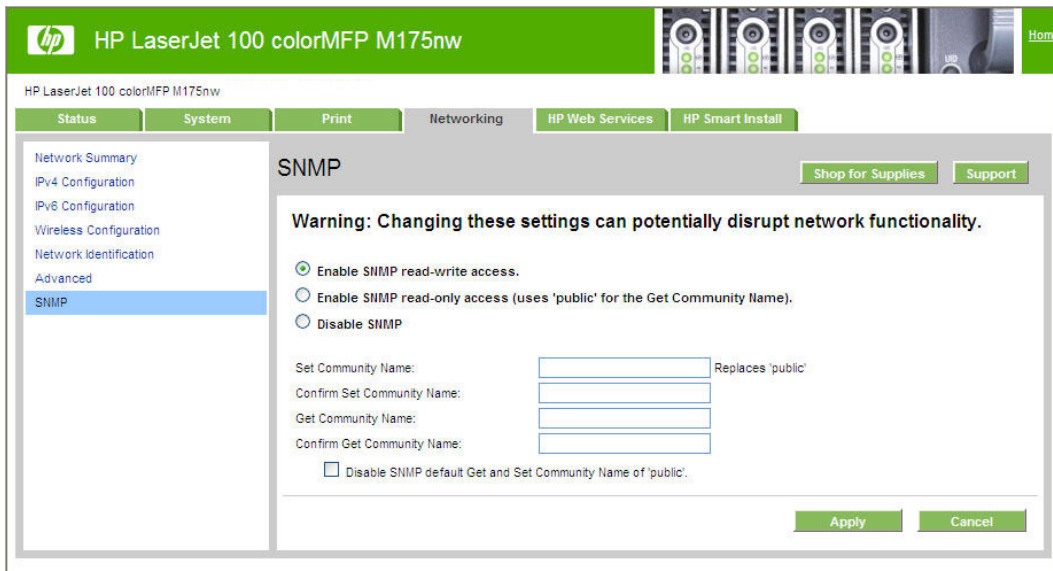 hp HP LaserJet 100 colorMFP M175nw
UID
Hom
HP LaserJet 100 colorMFP M175nw
Status System Print Networking HP Web Services HP Smart Install
Network Summary
IPv4 Configuration
IPv6 Configuration
Wireless Configuration
Network Identification
Advanced
SNMP
SNMP
Shop for Supplies Support
Warning: Changing these settings can potentially disrupt network functionality.
Enable SNMP read-write access.
Enable SNMP read-only access (uses 'public' for the Get Community Name).
Disable SNMP
Set Community Name: Replaces 'public'
Confirm Set Community Name:
Get Community Name:
Confirm Get Community Name:
Disable SNMP default Get and Set Community Name of 'public'.
Apply Cancel